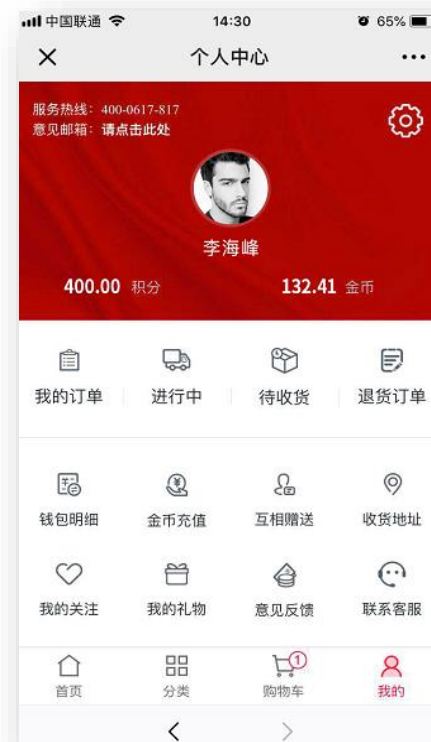 中国联通 14:30 65%
个人中心
服务热线：400-0617-817
意见邮箱：请点击此处
李海峰
400.00 积分 132.41 金币
我的订单 进行中 待收货 退货订单
钱包明细 金币充值 互相赠送 收货地址
我的关注 我的礼物 意见反馈 联系客服
1
首页 分类 购物车 我的